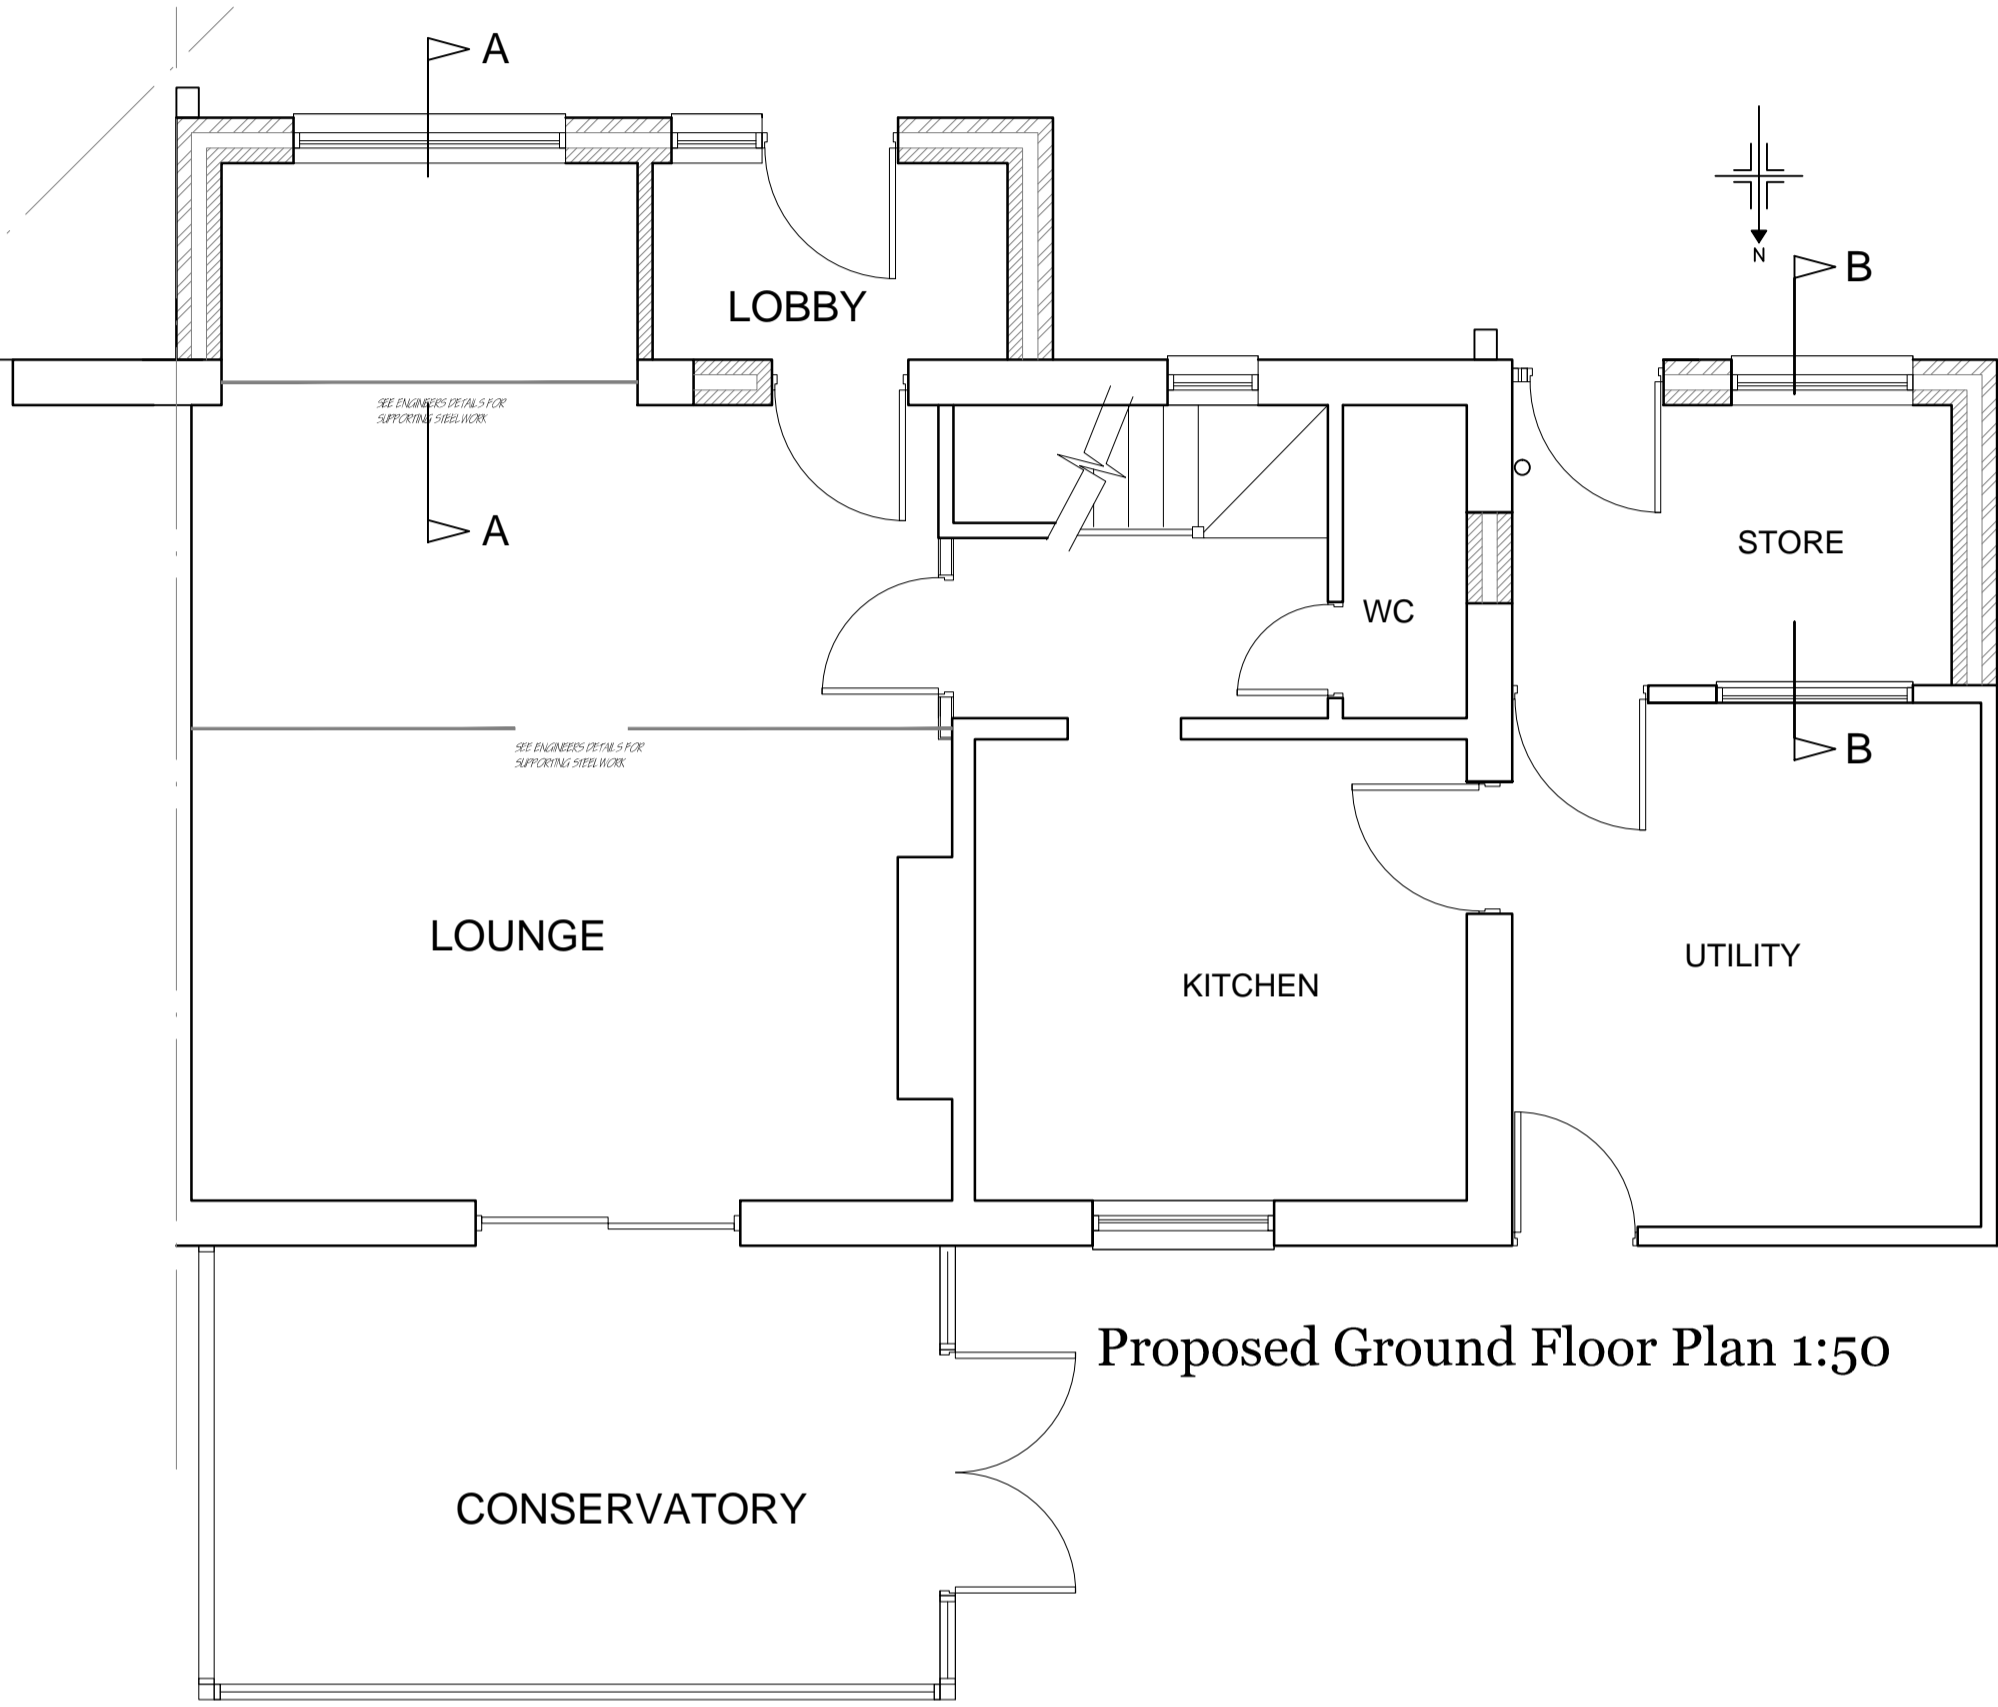 A
N
B
LOBBY
SEE ENGINEERS DETAILS FOR
SUPPORTING STEELWORK
A
STORE
WC
SEE ENGINEERS DETAILS FOR
SUPPORTING STEELWORK
B
LOUNGE
KITCHEN
UTILITY
Proposed Ground Floor Plan 1:50
CONSERVATORY